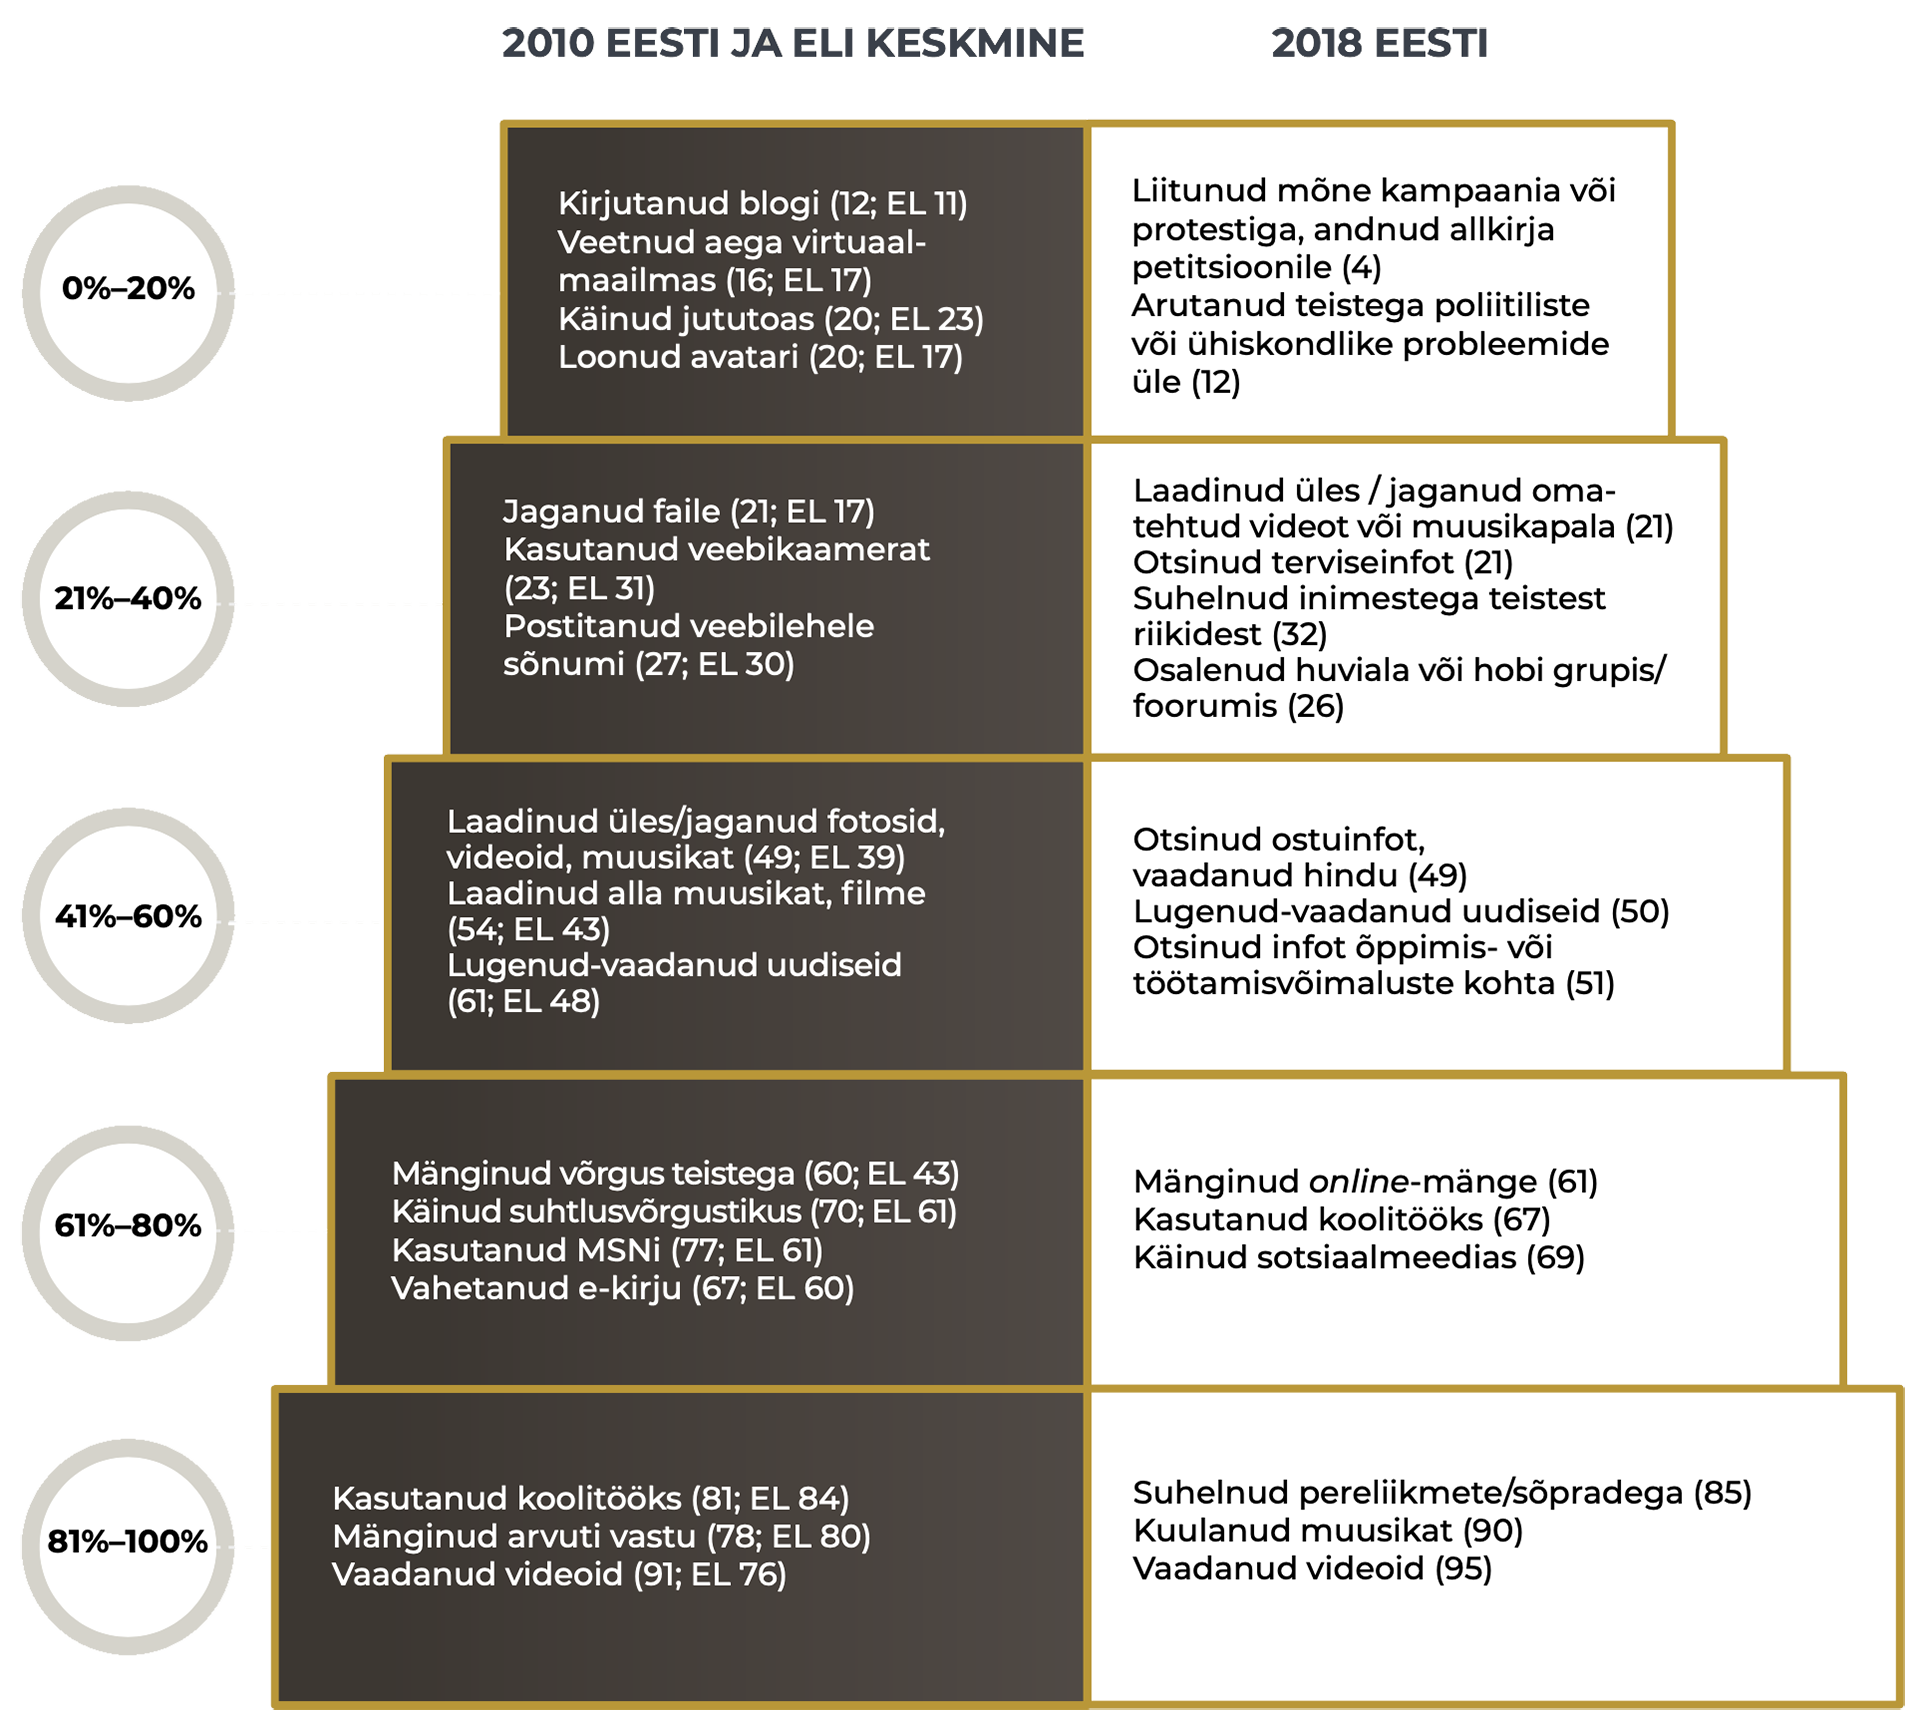 2010 EESTI JA ELI KESKMINE
2018 EESTI
0%–20%
Kirjutanud blogi (12; EL 11)
Veetnud aega virtuaal-
maailmas (16; EL 17)
Käinud jututoas (20; EL 23)
Loonud avatari (20; EL 17)
Liitunud mõne kampaania või
protestiga, andnud allkirja
petitsioonile (4)
Arutanud teistega poliitiliste
või ühiskondlike probleemide
üle (12)
21%–40%
Jaganud faile (21; EL 17)
Kasutanud veebikaamerat
(23; EL 31)
Postitanud veebilehele
sõnumi (27; EL 30)
Laadinud üles / jaganud oma-
tehtud videot või muusikapala (21)
Otsinud terviseinfot (21)
Suhelnud inimestega teistest
riikidest (32)
Osalenud huviala või hobi grupis/
foorumis (26)
41%–60%
Laadinud üles/jaganud fotosid,
videoid, muusikat (49; EL 39)
Laadinud alla muusikat, filme
(54; EL 43)
Lugenud-vaadanud uudiseid
(61; EL 48)
Otsinud ostuinfot,
vaadanud hindu (49)
Lugenud-vaadanud uudiseid (50)
Otsinud infot õppimis- või
töötamisvõimaluste kohta (51)
61%–80%
Mänginud võrgus teistega (60; EL 43)
Käinud suhtlusvõrgustikus (70; EL 61)
Kasutanud MSNi (77; EL 61)
Vahetanud e-kirju (67; EL 60)
Mänginud online-mänge (61)
Kasutanud koolitööks (67)
Käinud sotsiaalmeedias (69)
81%–100%
Kasutanud koolitööks (81; EL 84)
Mänginud arvuti vastu (78; EL 80)
Vaadanud videoid (91; EL 76)
Suhelnud pereliikmete/sõpradega (85)
Kuulanud muusikat (90)
Vaadanud videoid (95)